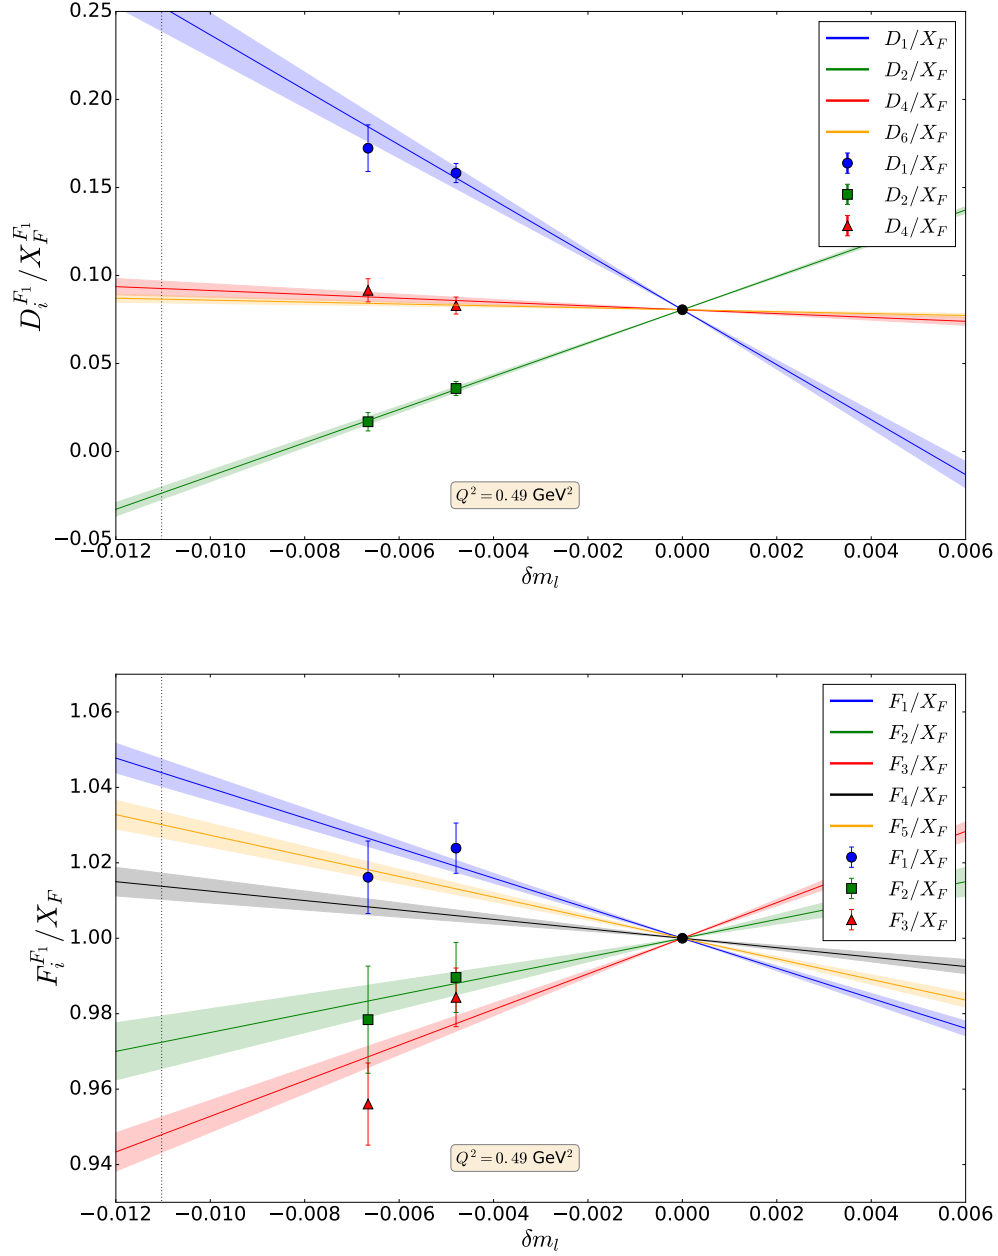 0.25
0.20
0.15
0.10
0.05
0.00
−0.05
D_i^{F_1}/X_F^{F_1}
D_1/X_F
D_2/X_F
D_4/X_F
D_6/X_F
D_1/X_F
D_2/X_F
D_4/X_F
Q^2 = 0.49 GeV^2
−0.012 −0.010 −0.008 −0.006 −0.004 −0.002 0.000 0.002 0.004 0.006
δm_l
1.06
1.04
1.02
1.00
0.98
0.96
0.94
F_i^{F_1}/X_F
F_1/X_F
F_2/X_F
F_3/X_F
F_4/X_F
F_5/X_F
F_1/X_F
F_2/X_F
F_3/X_F
Q^2 = 0.49 GeV^2
−0.012 −0.010 −0.008 −0.006 −0.004 −0.002 0.000 0.002 0.004 0.006
δm_l